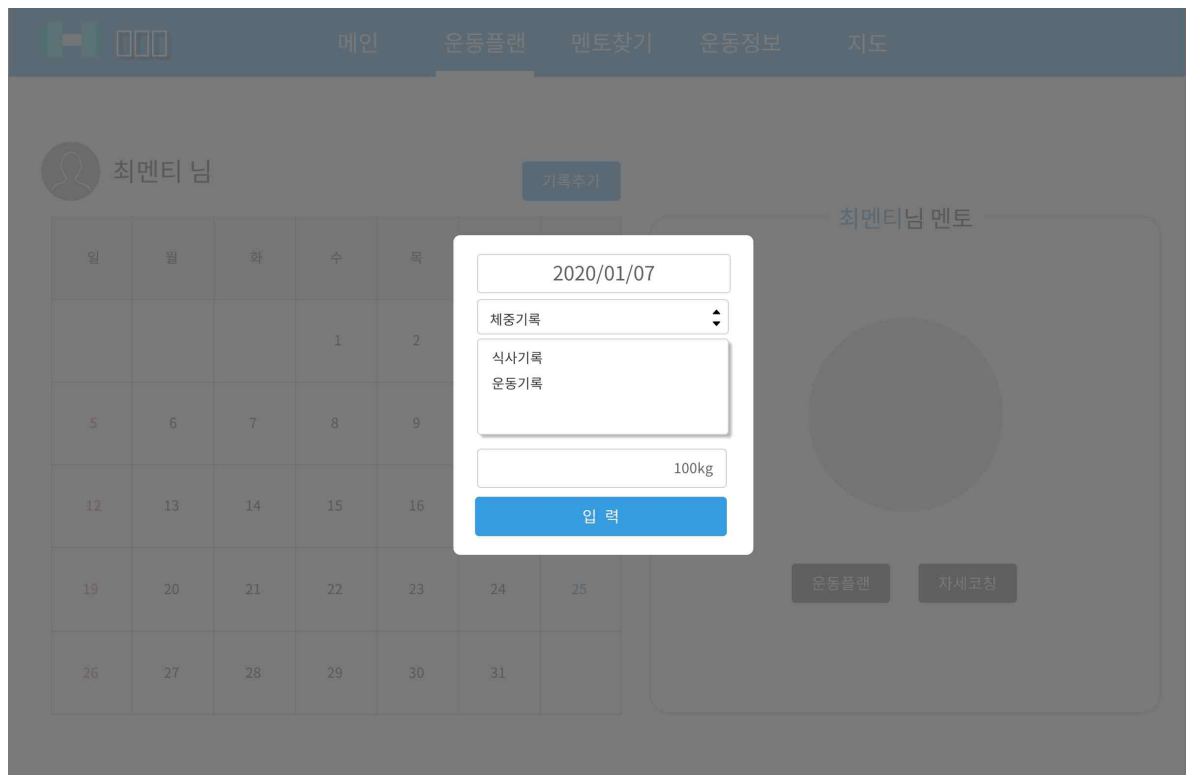 메인 운동플랜 멘토찾기 운동정보 지도
최멘티 님
기록추가
최멘티님 멘토
일 월 화 수 목
2020/01/07
체중기록
식사기록
운동기록
100kg
입 력
1 2
5 6 7 8 9
12 13 14 15 16
19 20 21 22 23 24 25
26 27 28 29 30 31
운동플랜 자세코칭